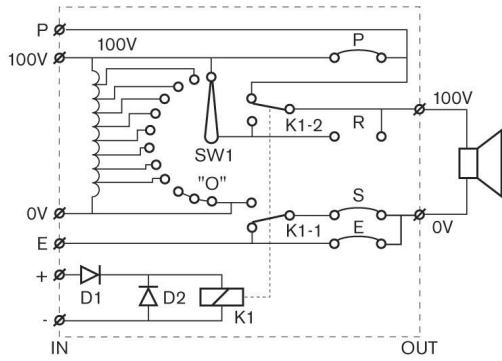 P
100V
100V
P
100V
K1-2
R
SW1
"O"
0V
S
K1-1
0V
E
E
+
D1
D2
K1
-
IN
OUT